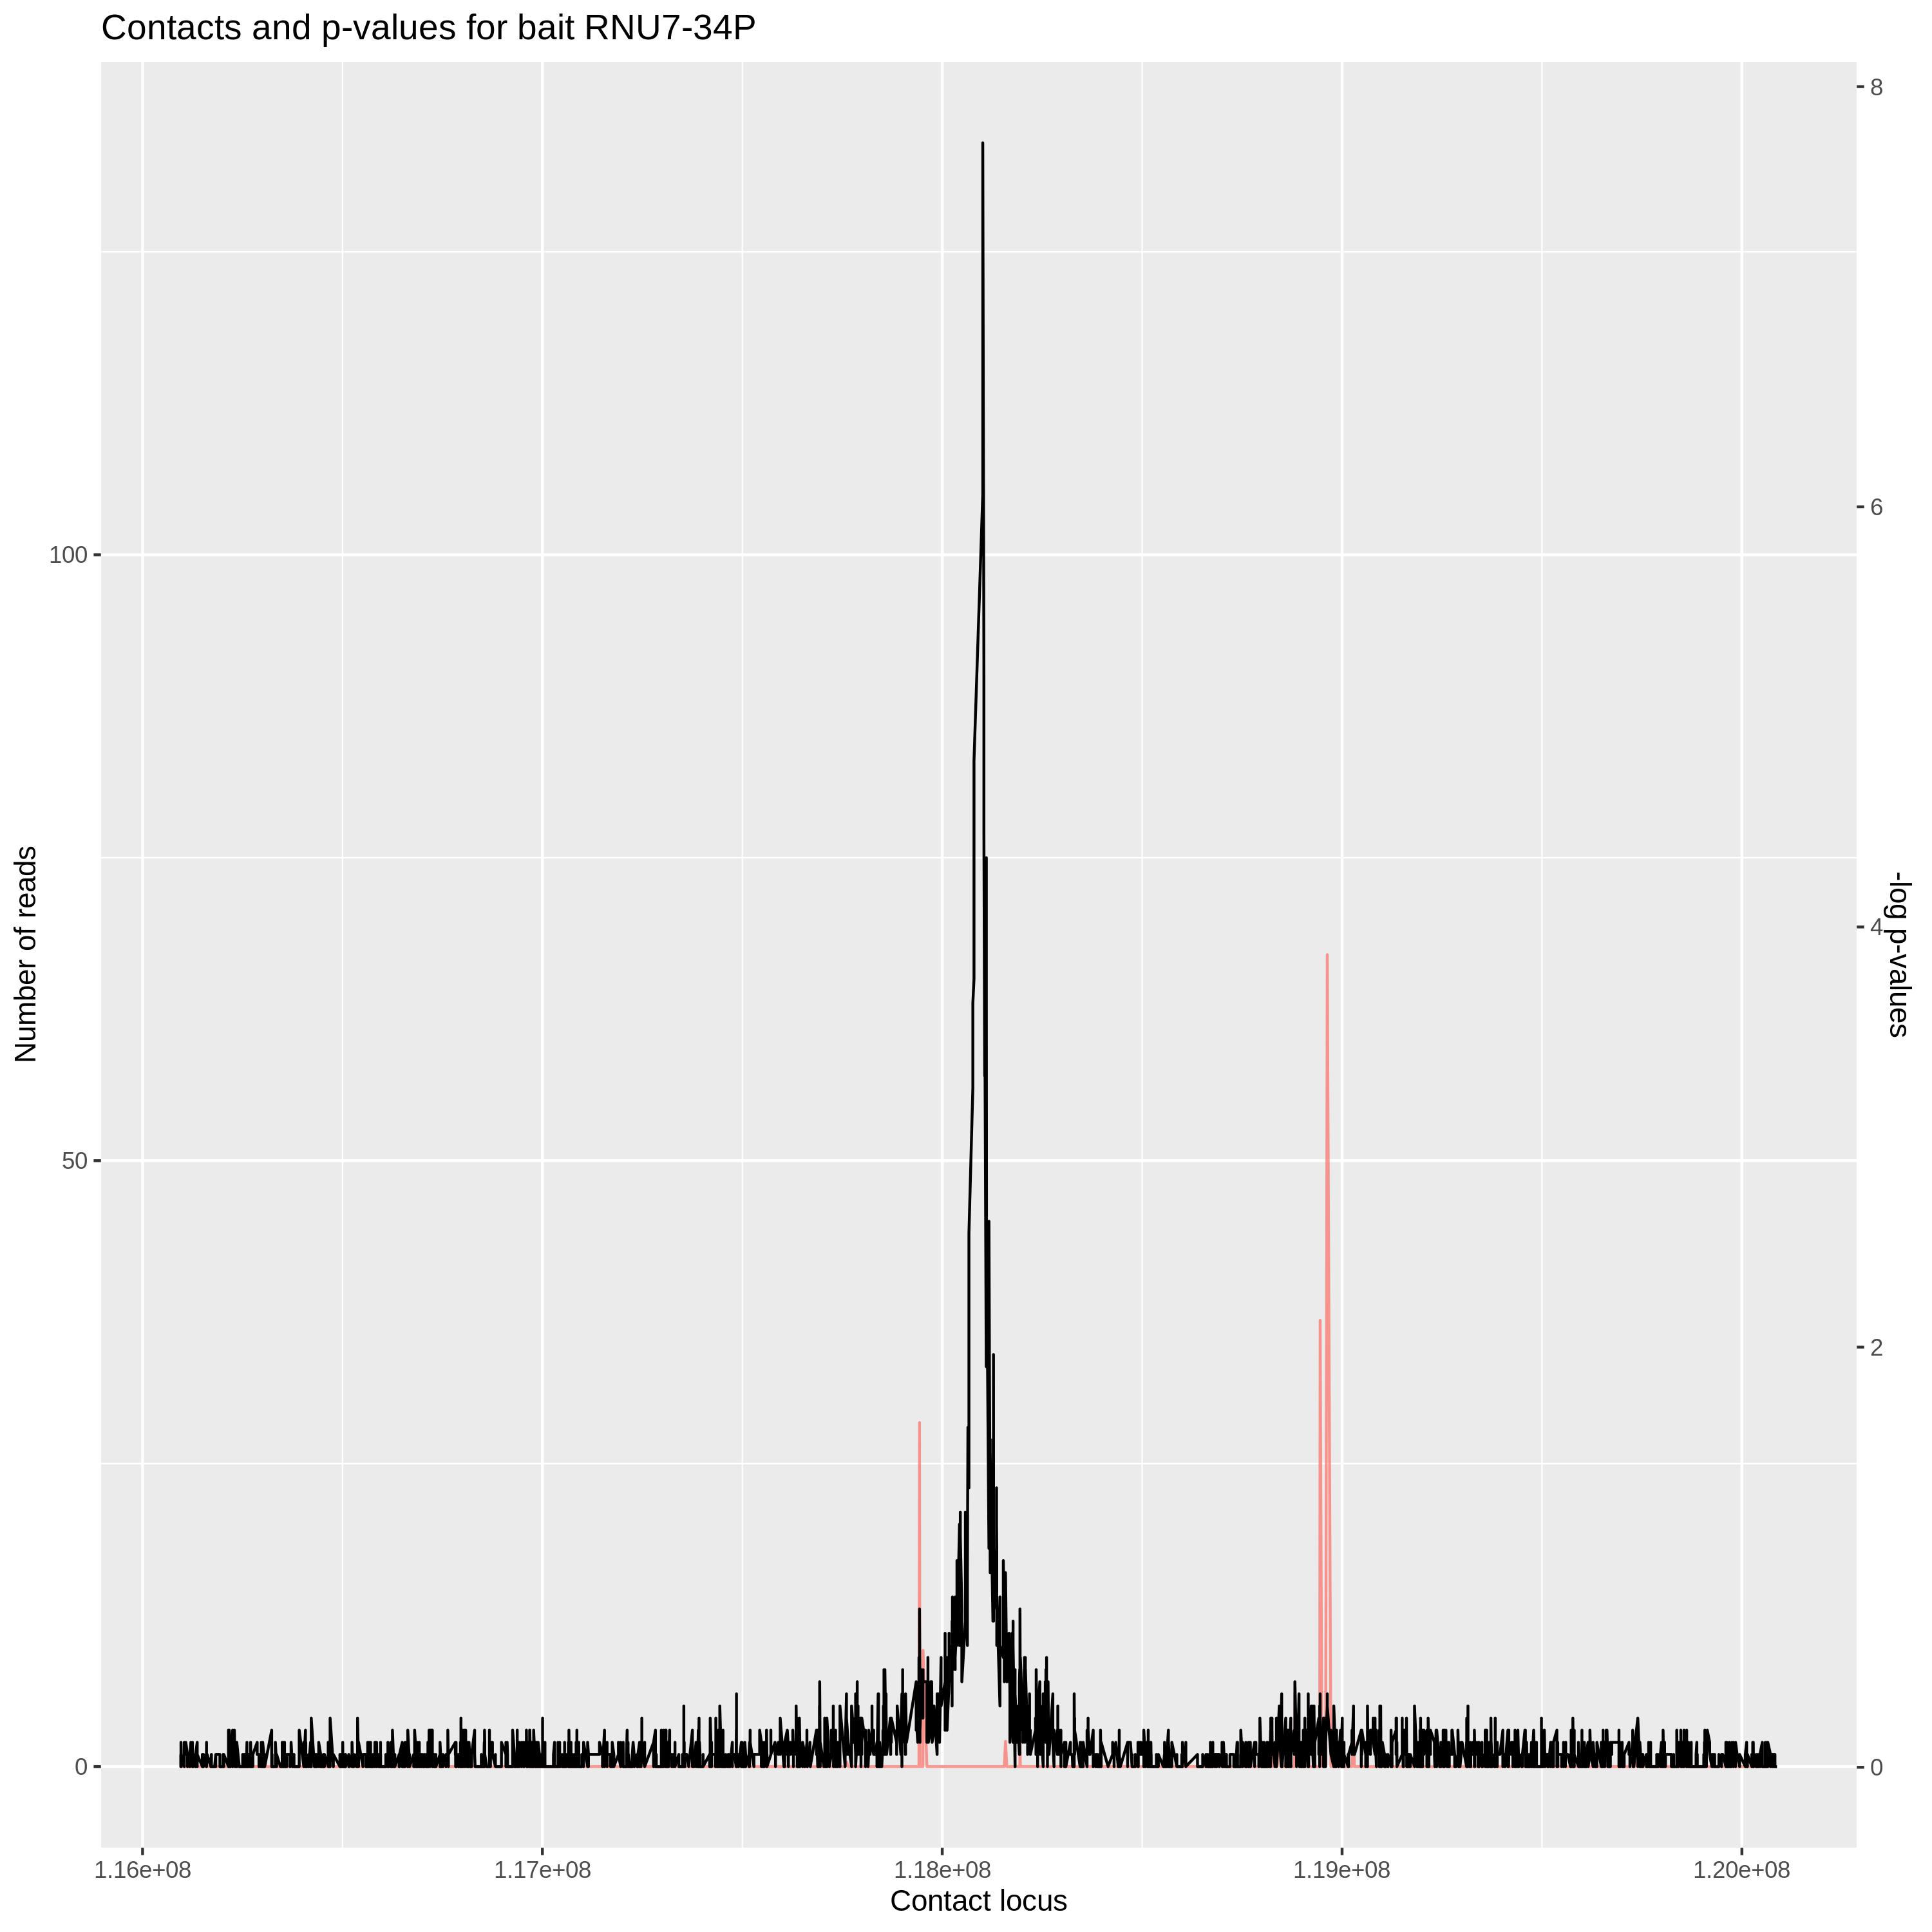 Contacts and p-values for bait RNU7-34P
8
6
100
Number of reads
-log p-values
4
50
2
0
0
1.16e+08
1.17e+08
1.18e+08
1.19e+08
1.20e+08
Contact locus